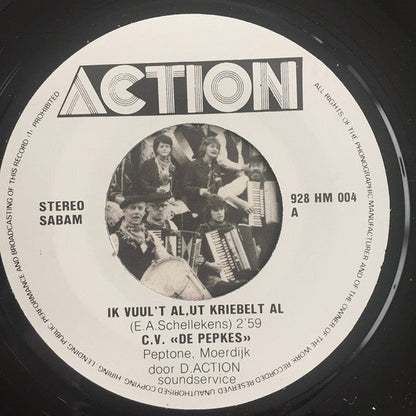 ACTION
STEREO
SABAM
928 HM 004
A
IK VUUL'T AL,UT KRIEBELT AL
(E.A.Schellekens) 2'59
C.V. «DE PEPKES»
Peptone, Moerdijk
door D.ACTION
soundservice
ALL RIGHTS OF THE PHONOGRAPHIC MANUFACTURER AND OF THE OWNER OF THE WORK RECORDED RESERVED UNAUTHORISED COPYING-HIRING, LENDING PUBLIC PERFORMANCE AND BROADCASTING OF THIS RECORD PROHIBITED